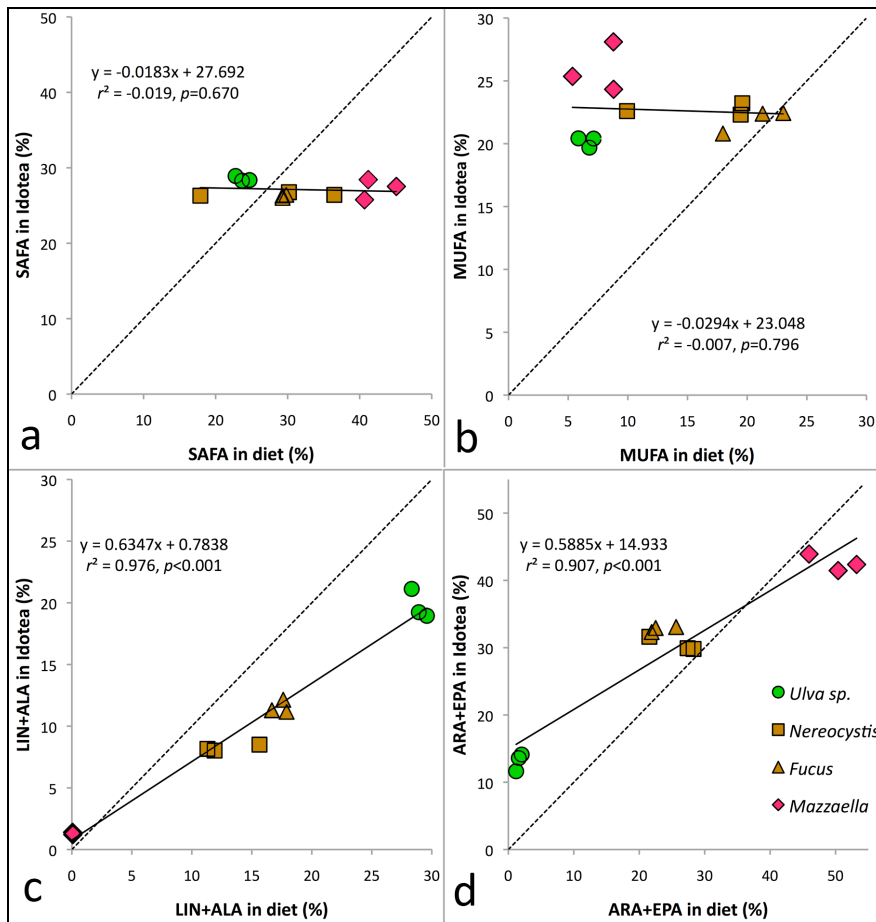 50
40
30
20
10
0
SAFA in Idotea (%)
y = -0.0183x + 27.692
r² = -0.019, p=0.670
0 10 20 30 40 50
a
SAFA in diet (%)
30
25
20
15
10
5
0
MUFA in Idotea (%)
y = -0.0294x + 23.048
r² = -0.007, p=0.796
0 5 10 15 20 25 30
b
MUFA in diet (%)
30
25
20
15
10
5
0
LIN+ALA in Idotea (%)
y = 0.6347x + 0.7838
r² = 0.976, p<0.001
0 5 10 15 20 25 30
c
LIN+ALA in diet (%)
50
40
30
20
10
0
ARA+EPA in Idotea (%)
y = 0.5885x + 14.933
r² = 0.907, p<0.001
Ulva sp.
Nereocystis
Fucus
Mazzaella
0 10 20 30 40 50
d
ARA+EPA in diet (%)